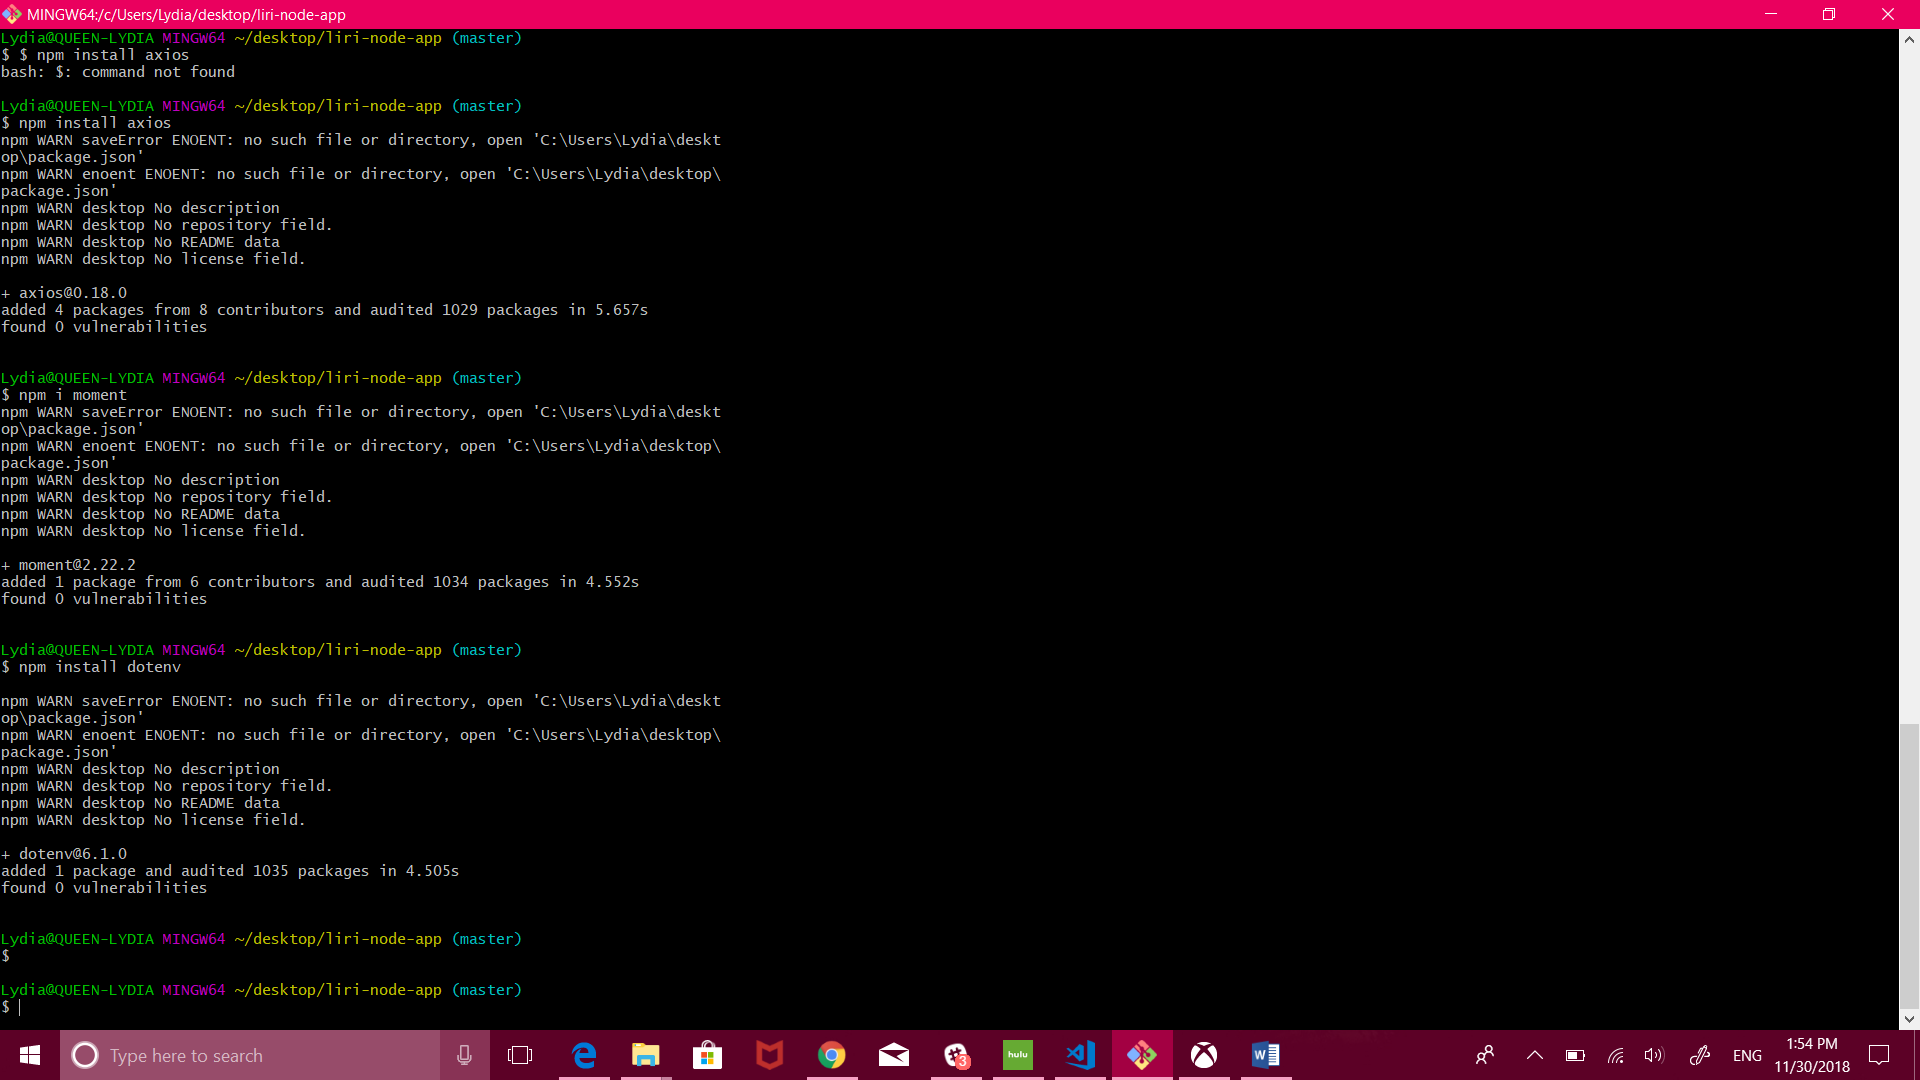 MINGW64:/c/Users/Lydia/desktop/liri-node-app
Lydia@QUEEN-LYDIA MINGW64 ~/desktop/liri-node-app (master)
$ $ npm install axios
bash: $: command not found
Lydia@QUEEN-LYDIA MINGW64 ~/desktop/liri-node-app (master)
$ npm install axios
npm WARN saveError ENOENT: no such file or directory, open 'C:\Users\Lydia\deskt
op\package.json'
npm WARN enoent ENOENT: no such file or directory, open 'C:\Users\Lydia\desktop\
package.json'
npm WARN desktop No description
npm WARN desktop No repository field.
npm WARN desktop No README data
npm WARN desktop No license field.
+ axios@0.18.0
added 4 packages from 8 contributors and audited 1029 packages in 5.657s
found 0 vulnerabilities
Lydia@QUEEN-LYDIA MINGW64 ~/desktop/liri-node-app (master)
$ npm i moment
npm WARN saveError ENOENT: no such file or directory, open 'C:\Users\Lydia\deskt
op\package.json'
npm WARN enoent ENOENT: no such file or directory, open 'C:\Users\Lydia\desktop\
package.json'
npm WARN desktop No description
npm WARN desktop No repository field.
npm WARN desktop No README data
npm WARN desktop No license field.
+ moment@2.22.2
added 1 package from 6 contributors and audited 1034 packages in 4.552s
found 0 vulnerabilities
Lydia@QUEEN-LYDIA MINGW64 ~/desktop/liri-node-app (master)
$ npm install dotenv
npm WARN saveError ENOENT: no such file or directory, open 'C:\Users\Lydia\deskt
op\package.json'
npm WARN enoent ENOENT: no such file or directory, open 'C:\Users\Lydia\desktop\
package.json'
npm WARN desktop No description
npm WARN desktop No repository field.
npm WARN desktop No README data
npm WARN desktop No license field.
+ dotenv@6.1.0
added 1 package and audited 1035 packages in 4.505s
found 0 vulnerabilities
Lydia@QUEEN-LYDIA MINGW64 ~/desktop/liri-node-app (master)
$
Lydia@QUEEN-LYDIA MINGW64 ~/desktop/liri-node-app (master)
$
Type here to search
3
hulu
W
ENG
1:54 PM
11/30/2018